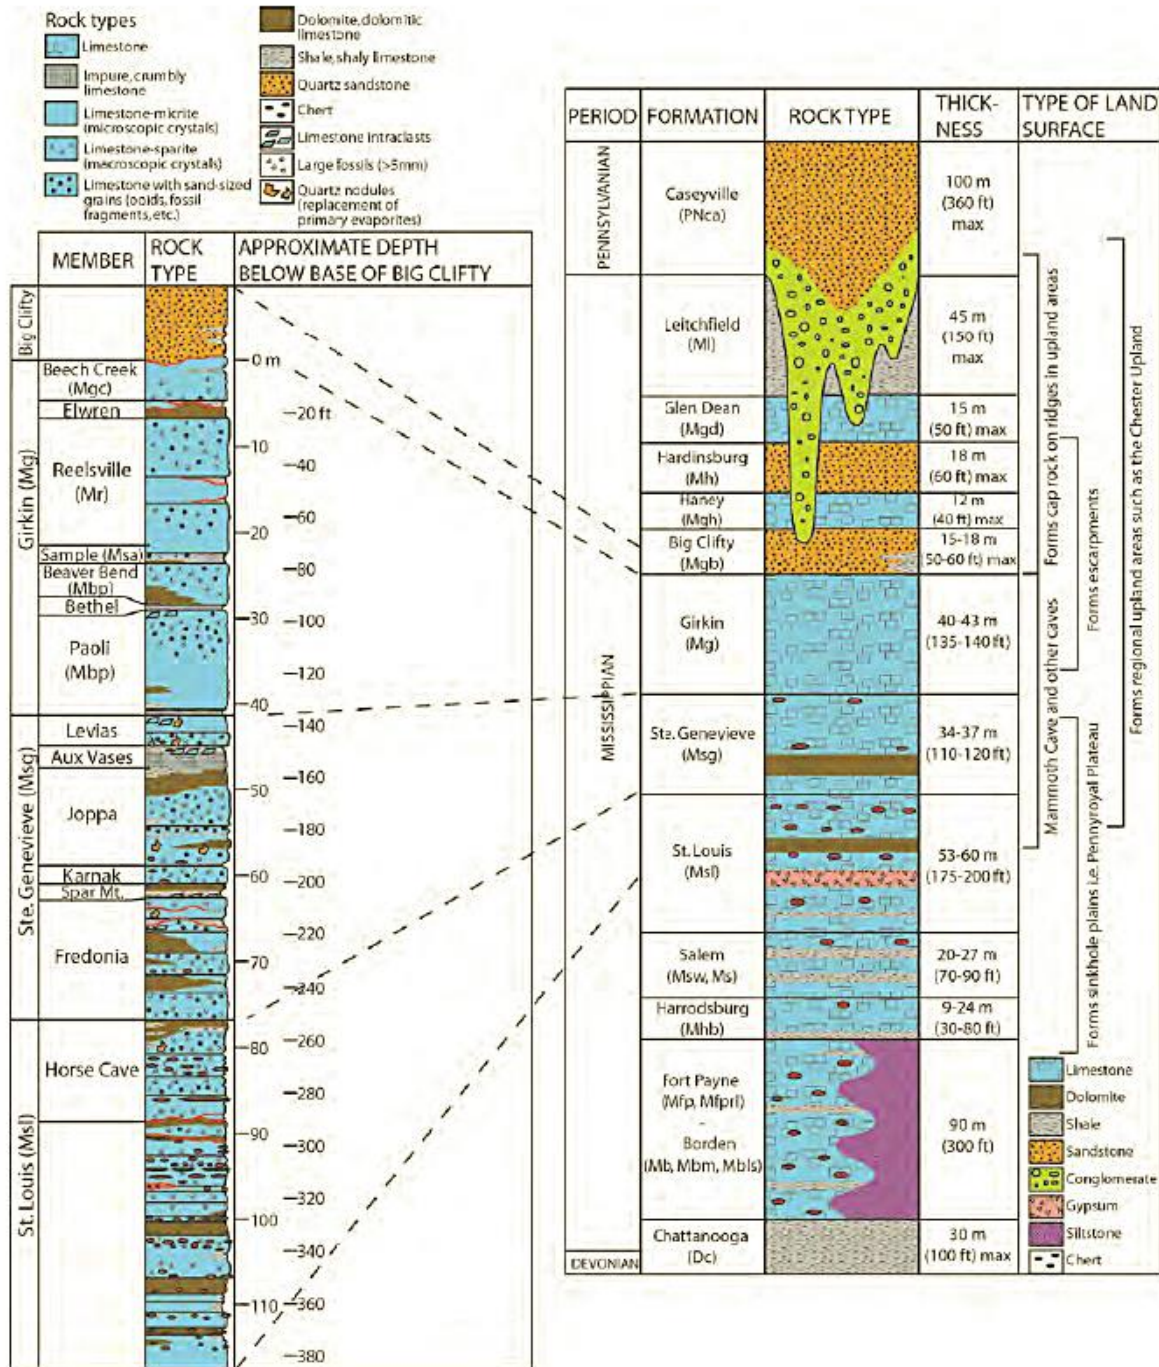 Rock types
Limestone
Impure, crumbly
limestone
Limestone-micrite
(microscopic crystals)
Limestone-sparite
(macroscopic crystals)
Limestone with sand-sized
grains (ooids, fossil
fragments, etc.)
Dolomite, dolomitic
limestone
Shale, shaly limestone
Quartz sandstone
Chert
Limestone intraclasts
Large fossils (>5mm)
Quartz nodules
(replacement of
primary evaporites)
MEMBER
ROCK
TYPE
APPROXIMATE DEPTH
BELOW BASE OF BIG CLIFTY
Big Clifty
Girkin (Mg)
Beech Creek
(Mgc)
Elwren
Reelsville
(Mr)
Sample (Msa)
Beaver Bend
(Mbp)
Bethel
Paoli
(Mbp)
Ste. Genevieve (Msg)
Levias
Aux Vases
Joppa
Karnak
Spar Mt.
Fredonia
St. Louis (Msl)
Horse Cave
0 m
20 ft
10
40
60
20
80
30
100
120
40
140
160
50
180
60
200
220
70
240
80
260
280
90
300
320
100
340
110
360
380
PERIOD
FORMATION
ROCK TYPE
THICK-
NESS
TYPE OF LAND
SURFACE
PENNSYLVANIAN
MISSISSIPPIAN
DEVONIAN
Caseyville
(PNca)
100 m
(360 ft)
max
Leitchfield
(Ml)
45 m
(150 ft)
max
Glen Dean
(Mgd)
15 m
(50 ft) max
Hardinsburg
(Mh)
18 m
(60 ft) max
Haney
(Mgh)
12 m
(40 ft) max
Big Clifty
(Mgb)
15-18 m
(50-60 ft) max
Girkin
(Mg)
40-43 m
(135-140 ft)
Ste. Genevieve
(Msg)
34-37 m
(110-120 ft)
St. Louis
(Msl)
53-60 m
(175-200 ft)
Salem
(Msw, Ms)
20-27 m
(70-90 ft)
Harrodsburg
(Mhb)
9-24 m
(30-80 ft)
Fort Payne
(Mfp, Mfprl)
-
Borden
(Mb, Mbm, Mbls)
90 m
(300 ft)
Chattanooga
(Dc)
30 m
(100 ft) max
Forms cap rock on ridges in upland areas
Mammoth Cave and other caves
Forms escarpments
Forms sinkhole plains i.e. Pennyroyal Plateau
Forms regional upland areas such as the Chester Upland
Limestone
Dolomite
Shale
Sandstone
Conglomerate
Gypsum
Siltstone
Chert